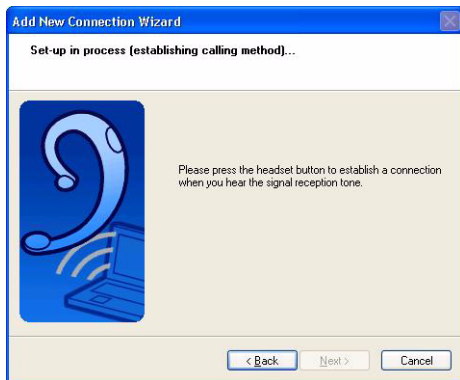 Add New Connection Wizard
Set-up in process (establishing calling method)...
Please press the headset button to establish a connection
when you hear the signal reception tone.
< Back
Next >
Cancel